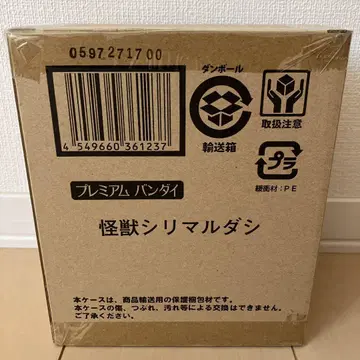 0597271700
ダンボール
輸送箱
取扱注意
プラ
緩衝材:PE
4 549660 361237
プレミアム バンダイ
怪獣シリマルダシ
本ケースは、商品輸送用の保護梱包材です。
本ケースの傷、つぶれ、汚れ等による交換はできません。
ご了承ください。